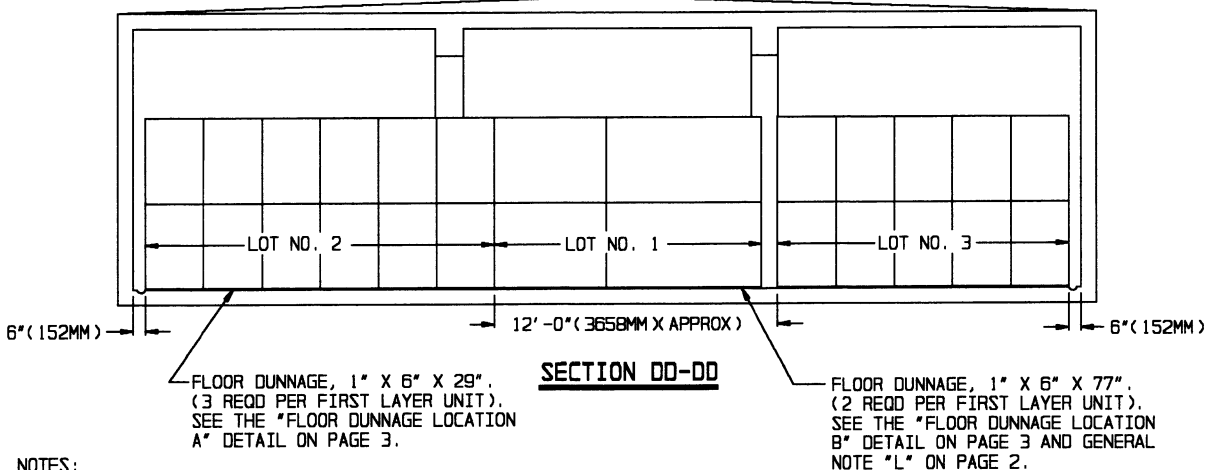 LOT NO. 2
LOT NO. 1
LOT NO. 3
6"(152MM)
12'-0"(3658MM X APPROX)
6"(152MM)
SECTION DD-DD
FLOOR DUNNAGE, 1" X 6" X 29".
(3 REQD PER FIRST LAYER UNIT).
SEE THE "FLOOR DUNNAGE LOCATION
A" DETAIL ON PAGE 3.
FLOOR DUNNAGE, 1" X 6" X 77".
(2 REQD PER FIRST LAYER UNIT).
SEE THE "FLOOR DUNNAGE LOCATION
B" DETAIL ON PAGE 3 AND GENERAL
NOTE "L" ON PAGE 2.
NOTES: